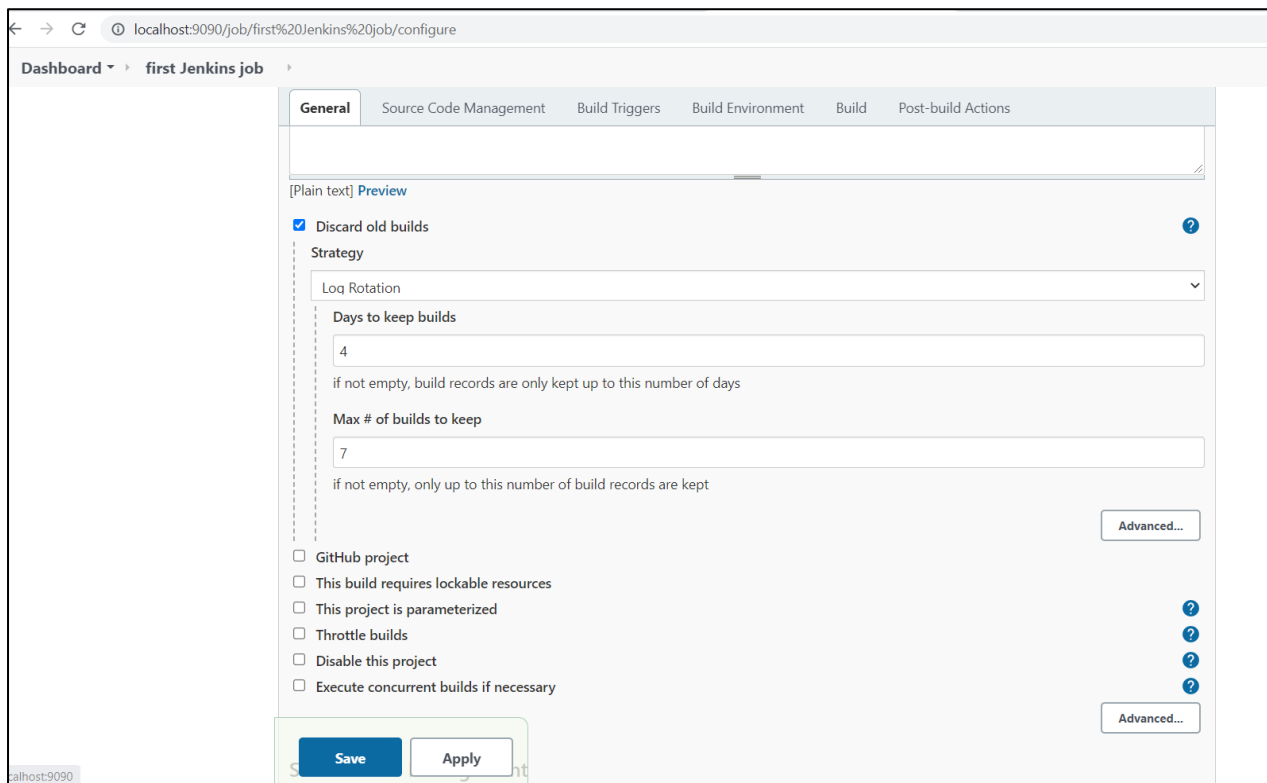 localhost:9090/job/first%20Jenkins%20job/configure
Dashboard first Jenkins job
General Source Code Management Build Triggers Build Environment Build Post-build Actions
[Plain text] Preview
Discard old builds ?
Strategy
Log Rotation
Days to keep builds
4
if not empty, build records are only kept up to this number of days
Max # of builds to keep
7
if not empty, only up to this number of build records are kept
Advanced...
GitHub project
This build requires lockable resources
This project is parameterized ?
Throttle builds ?
Disable this project ?
Execute concurrent builds if necessary ?
Advanced...
Save Apply
calhost:9090